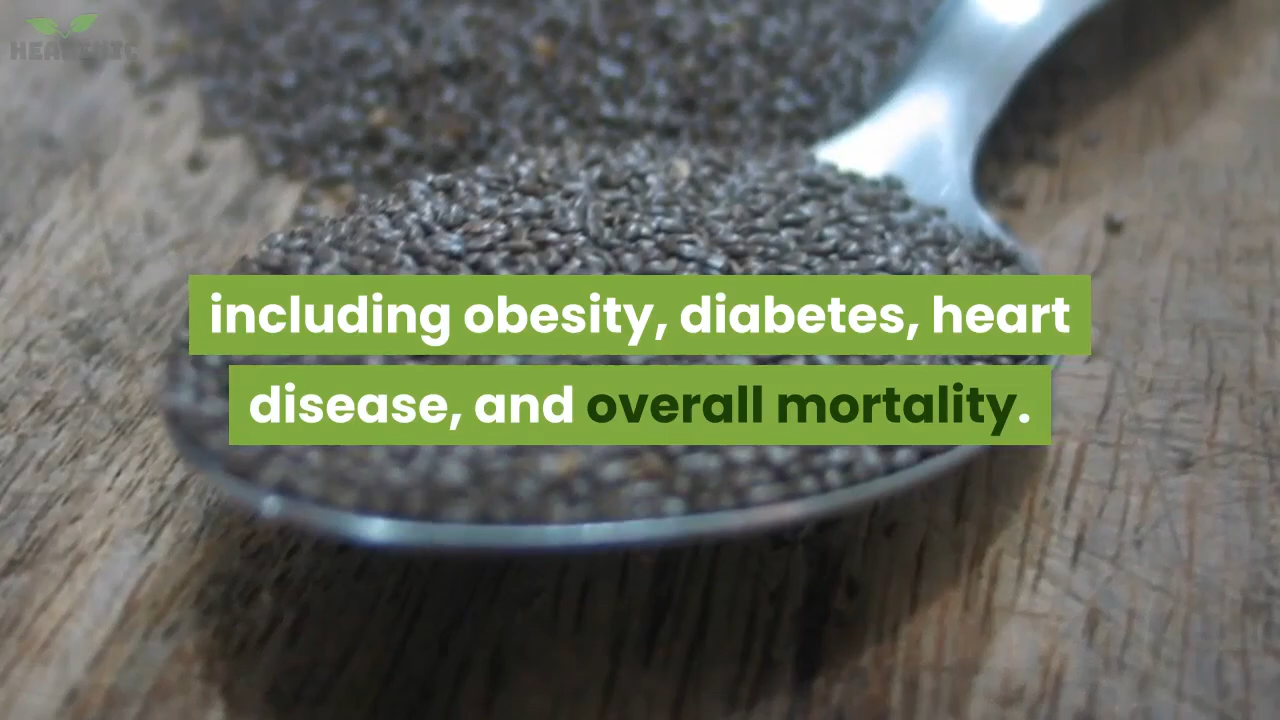 including obesity, diabetes, heart
disease, and overall mortality.